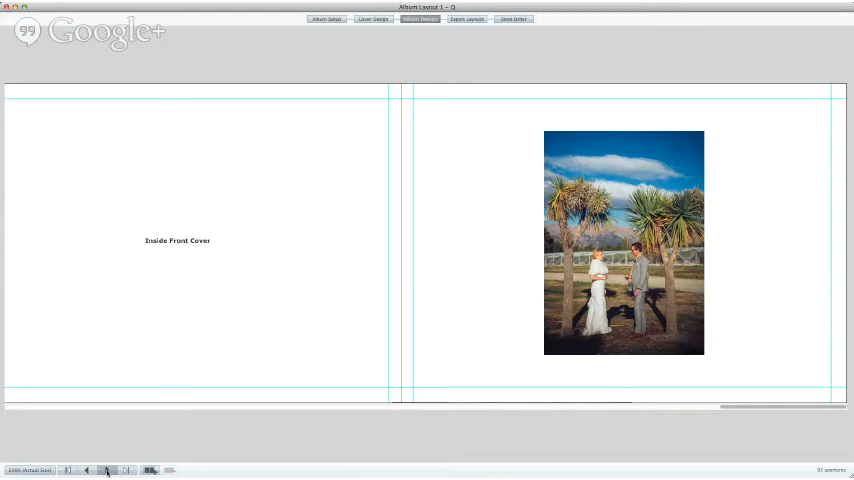 Album Layout 1 - Q
Album Setup
Cover Design
Album Design
Export Layouts
Send Order
Google+
Inside Front Cover
100% (Actual Size)
92 apertures